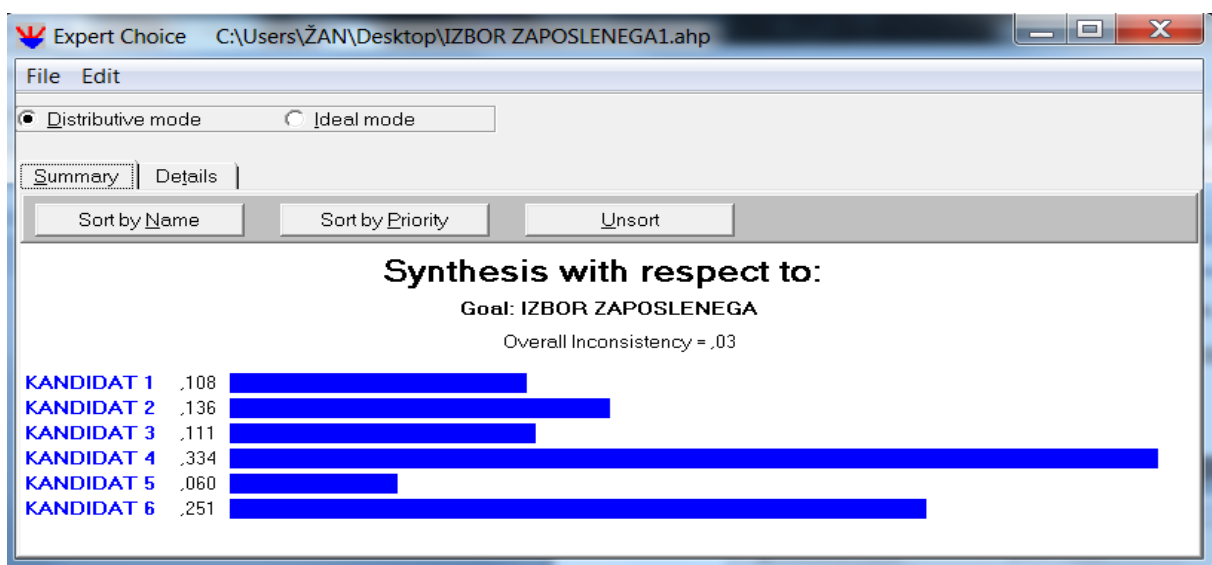 Expert Choice C:\Users\ŽAN\Desktop\IZBOR ZAPOSLENEGA1.ahp
File Edit
Distributive mode Ideal mode
Summary Details
Sort by Name Sort by Priority Unsort
Synthesis with respect to:
Goal: IZBOR ZAPOSLENEGA
Overall Inconsistency = ,03
KANDIDAT 1 ,108
KANDIDAT 2 ,136
KANDIDAT 3 ,111
KANDIDAT 4 ,334
KANDIDAT 5 ,060
KANDIDAT 6 ,251